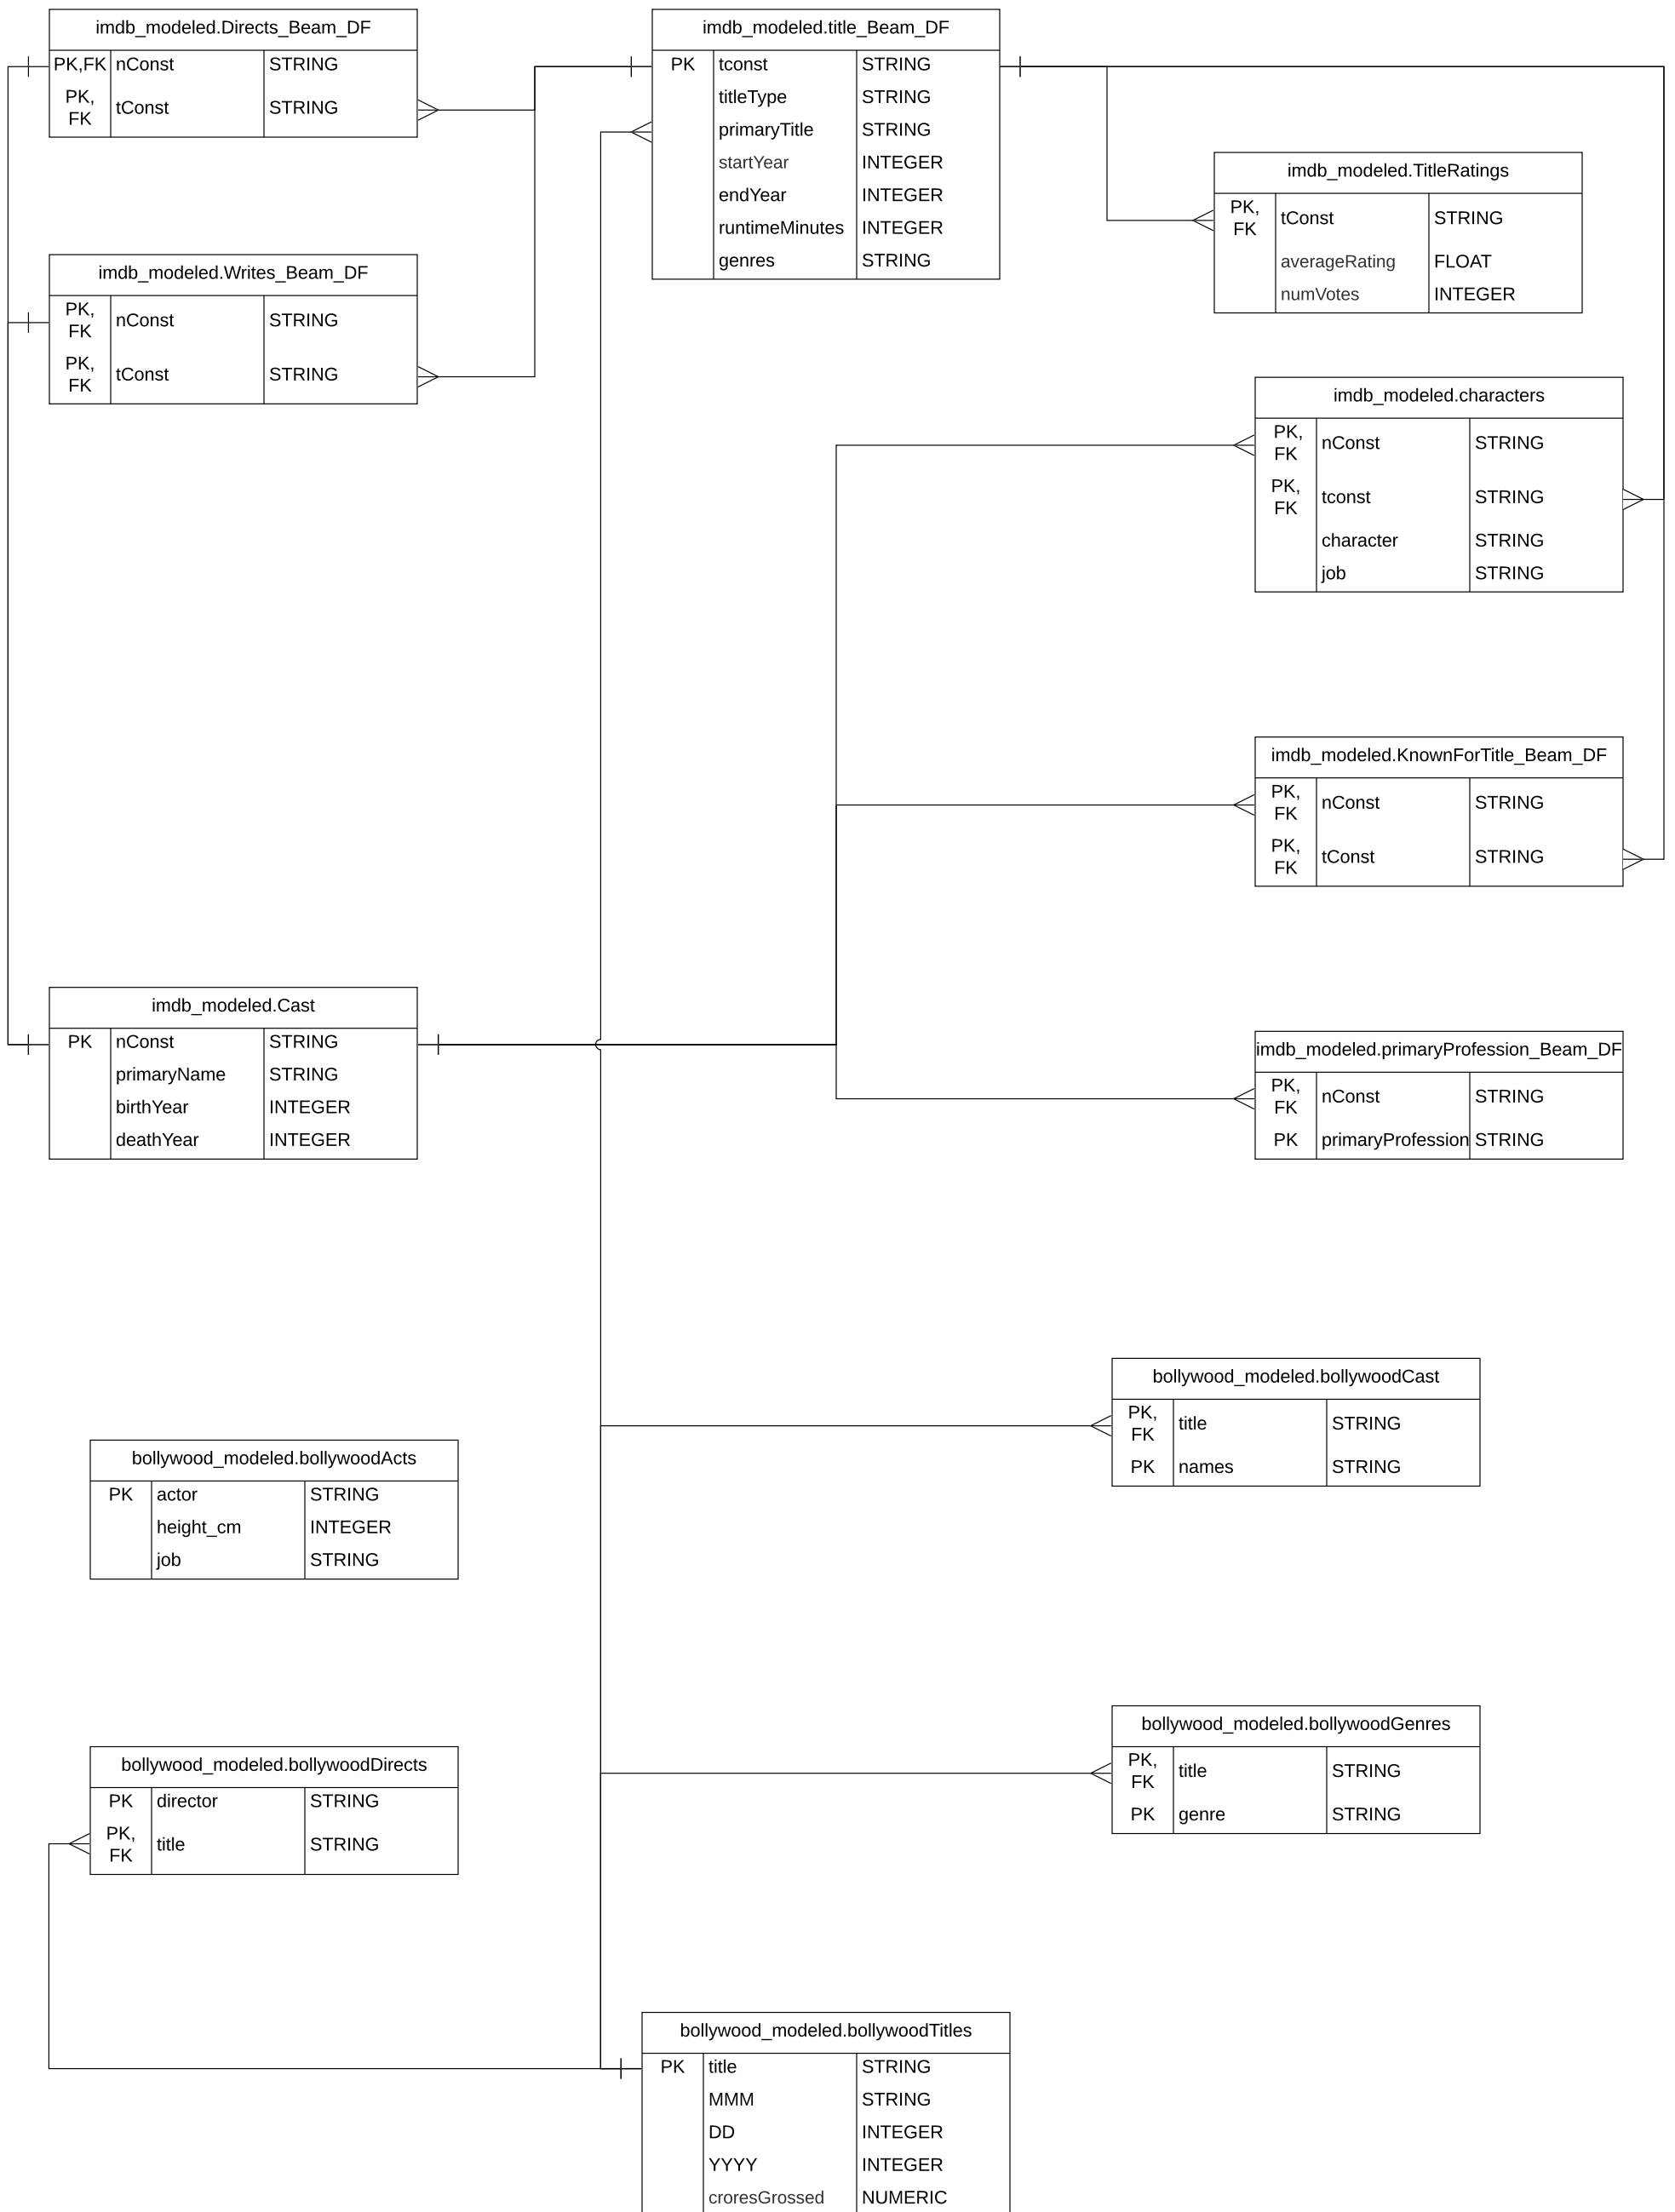 imdb_modeled.Directs_Beam_DF
PK,FK nConst STRING
PK,
FK tConst STRING
imdb_modeled.title_Beam_DF
PK tconst STRING
titleType STRING
primaryTitle STRING
startYear INTEGER
endYear INTEGER
runtimeMinutes INTEGER
genres STRING
imdb_modeled.TitleRatings
PK,
FK tConst STRING
averageRating FLOAT
numVotes INTEGER
imdb_modeled.Writes_Beam_DF
PK,
FK nConst STRING
PK,
FK tConst STRING
imdb_modeled.characters
PK,
FK nConst STRING
PK,
FK tconst STRING
character STRING
job STRING
imdb_modeled.KnownForTitle_Beam_DF
PK,
FK nConst STRING
PK,
FK tConst STRING
imdb_modeled.Cast
PK nConst STRING
primaryName STRING
birthYear INTEGER
deathYear INTEGER
imdb_modeled.primaryProfession_Beam_DF
PK,
FK nConst STRING
PK primaryProfession STRING
bollywood_modeled.bollywoodCast
PK,
FK title STRING
PK names STRING
bollywood_modeled.bollywoodActs
PK actor STRING
height_cm INTEGER
job STRING
bollywood_modeled.bollywoodGenres
PK,
FK title STRING
PK genre STRING
bollywood_modeled.bollywoodDirects
PK director STRING
PK,
FK title STRING
bollywood_modeled.bollywoodTitles
PK title STRING
MMM STRING
DD INTEGER
YYYY INTEGER
croresGrossed NUMERIC